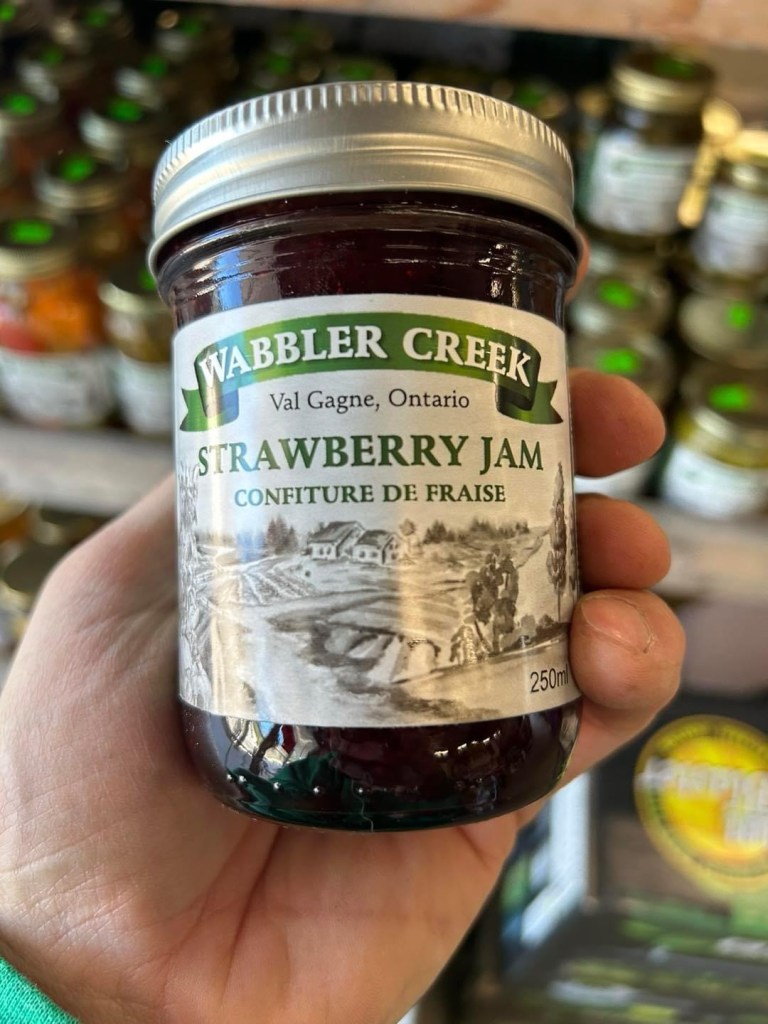 WABBLER CREEK
Val Gagne, Ontario
STRAWBERRY JAM
CONFITURE DE FRAISE
250ml